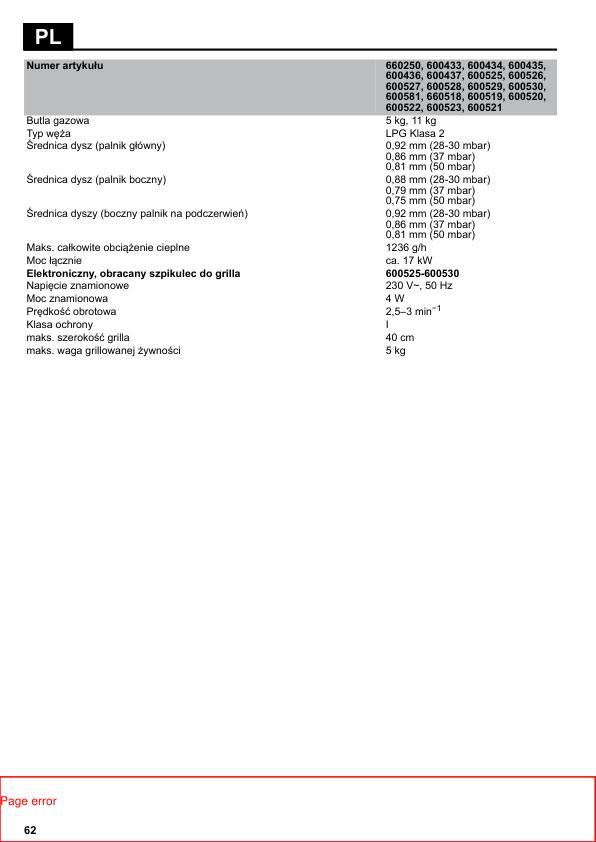 PL
Numer artykułu 660250, 600433, 600434, 600435,
600436, 600437, 600525, 600526,
600527, 600528, 600529, 600530,
600581, 660518, 600519, 600520,
600522, 600523, 600521
Butla gazowa 5 kg, 11 kg
Typ węża LPG Klasa 2
Średnica dysz (palnik główny) 0,92 mm (28-30 mbar)
0,86 mm (37 mbar)
0,81 mm (50 mbar)
Średnica dysz (palnik boczny) 0,88 mm (28-30 mbar)
0,79 mm (37 mbar)
0,75 mm (50 mbar)
Średnica dyszy (boczny palnik na podczerwień) 0,92 mm (28-30 mbar)
0,86 mm (37 mbar)
0,81 mm (50 mbar)
Maks. całkowite obciążenie cieplne 1236 g/h
Moc łącznie ca. 17 kW
Elektroniczny, obracany szpikulec do grilla 600525-600530
Napięcie znamionowe 230 V~, 50 Hz
Moc znamionowa 4 W
Prędkość obrotowa 2,5–3 min⁻¹
Klasa ochrony I
maks. szerokość grilla 40 cm
maks. waga grillowanej żywności 5 kg
Page error
62